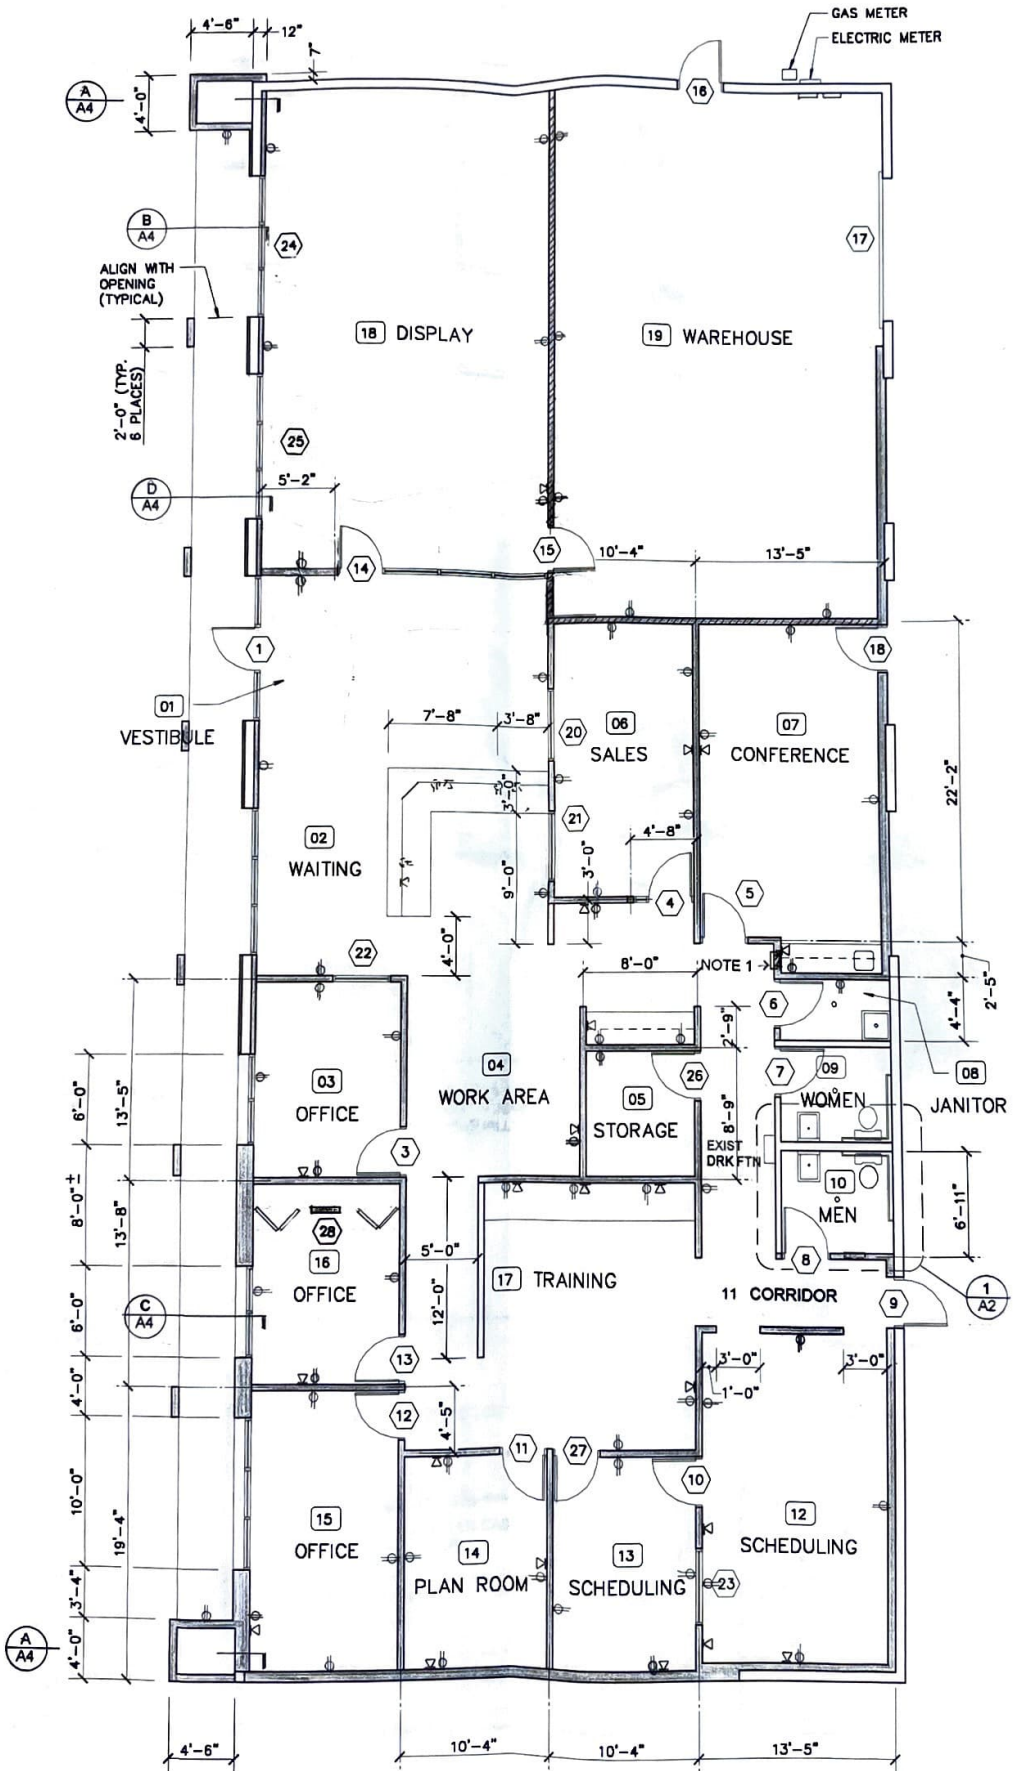 GAS METER
ELECTRIC METER
4'-6"
12"
7"
A
A4
4'-0"
16
B
A4
24
17
ALIGN WITH
OPENING
(TYPICAL)
18 DISPLAY
19 WAREHOUSE
2'-0" (TYP.
6 PLACES)
25
5'-2"
D
A4
14
15
10'-4"
13'-5"
1
18
01
VESTIBULE
7'-8"
3'-8"
20
06
SALES
07
CONFERENCE
3'-0"
21
22'-2"
02
WAITING
4'-8"
3'-0"
9'-0"
4
5
4'-0"
22
8'-0"
NOTE 1
2'-5"
6
4'-4"
2'-9"
03
OFFICE
04
WORK AREA
26
7
09
WOMEN
08
JANITOR
05
STORAGE
8'-9"
6'-0"
13'-5"
3
EXIST
DRK FTN
10
MEN
6'-11"
8'-0"±
13'-8"
28
16
OFFICE
5'-0"
12'-0"
17 TRAINING
8
11 CORRIDOR
9
1
A2
C
A4
6'-0"
13
3'-0"
3'-0"
1'-0"
4'-0"
12
4'-5"
11
27
10
10'-0"
19'-4"
15
OFFICE
14
PLAN ROOM
13
SCHEDULING
12
SCHEDULING
23
3'-4"
4'-0"
A
A4
4'-6"
10'-4"
10'-4"
13'-5"